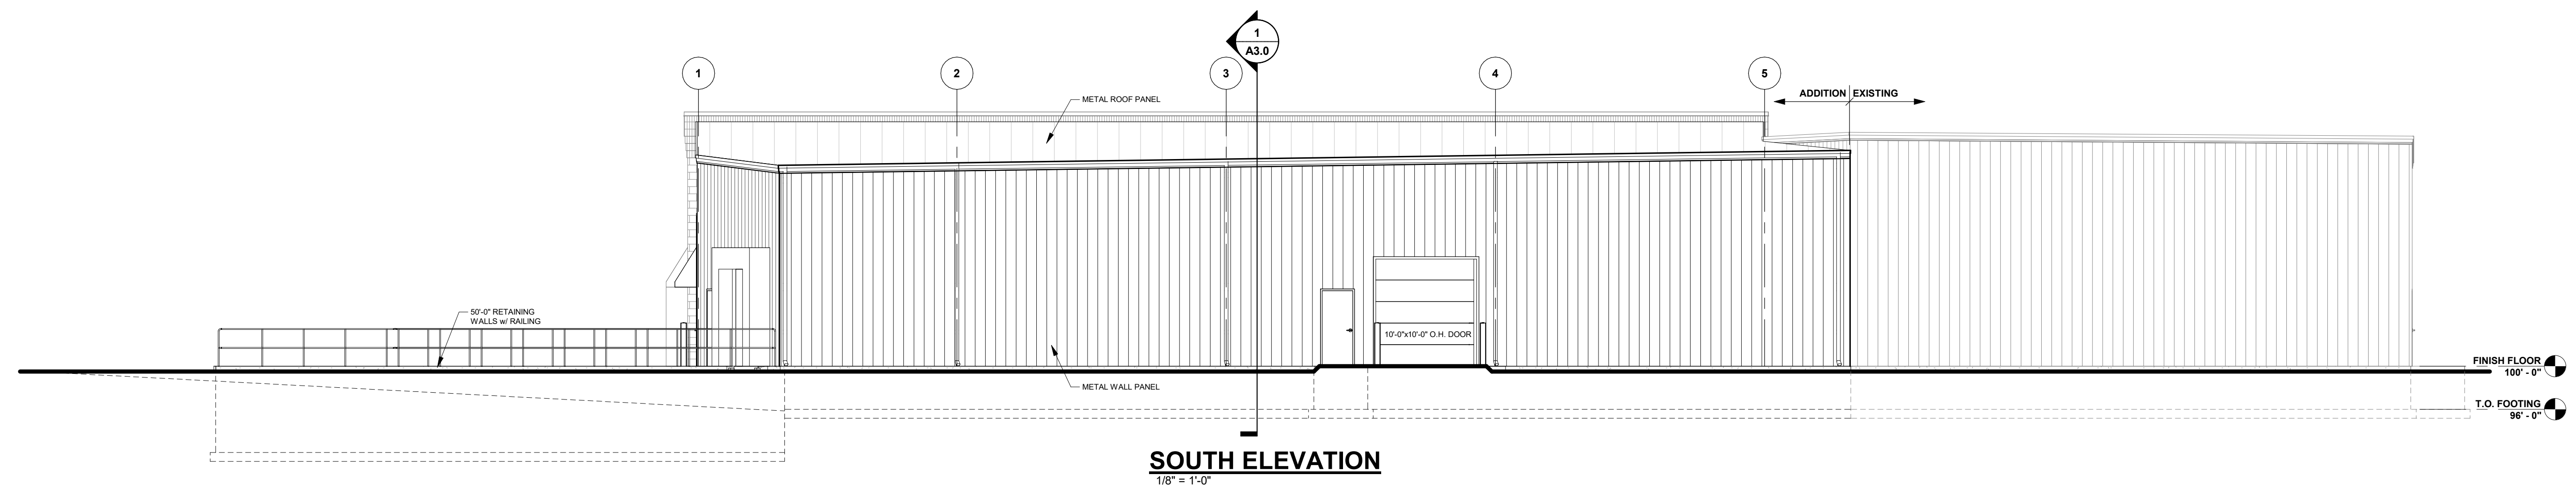 1
A3.0
1
2
3
4
5
ADDITION
EXISTING
METAL ROOF PANEL
50'-0" RETAINING
WALLS w/ RAILING
10'-0"x10'-0" O.H. DOOR
METAL WALL PANEL
FINISH FLOOR
100' - 0"
T.O. FOOTING
96' - 0"
SOUTH ELEVATION
1/8" = 1'-0"